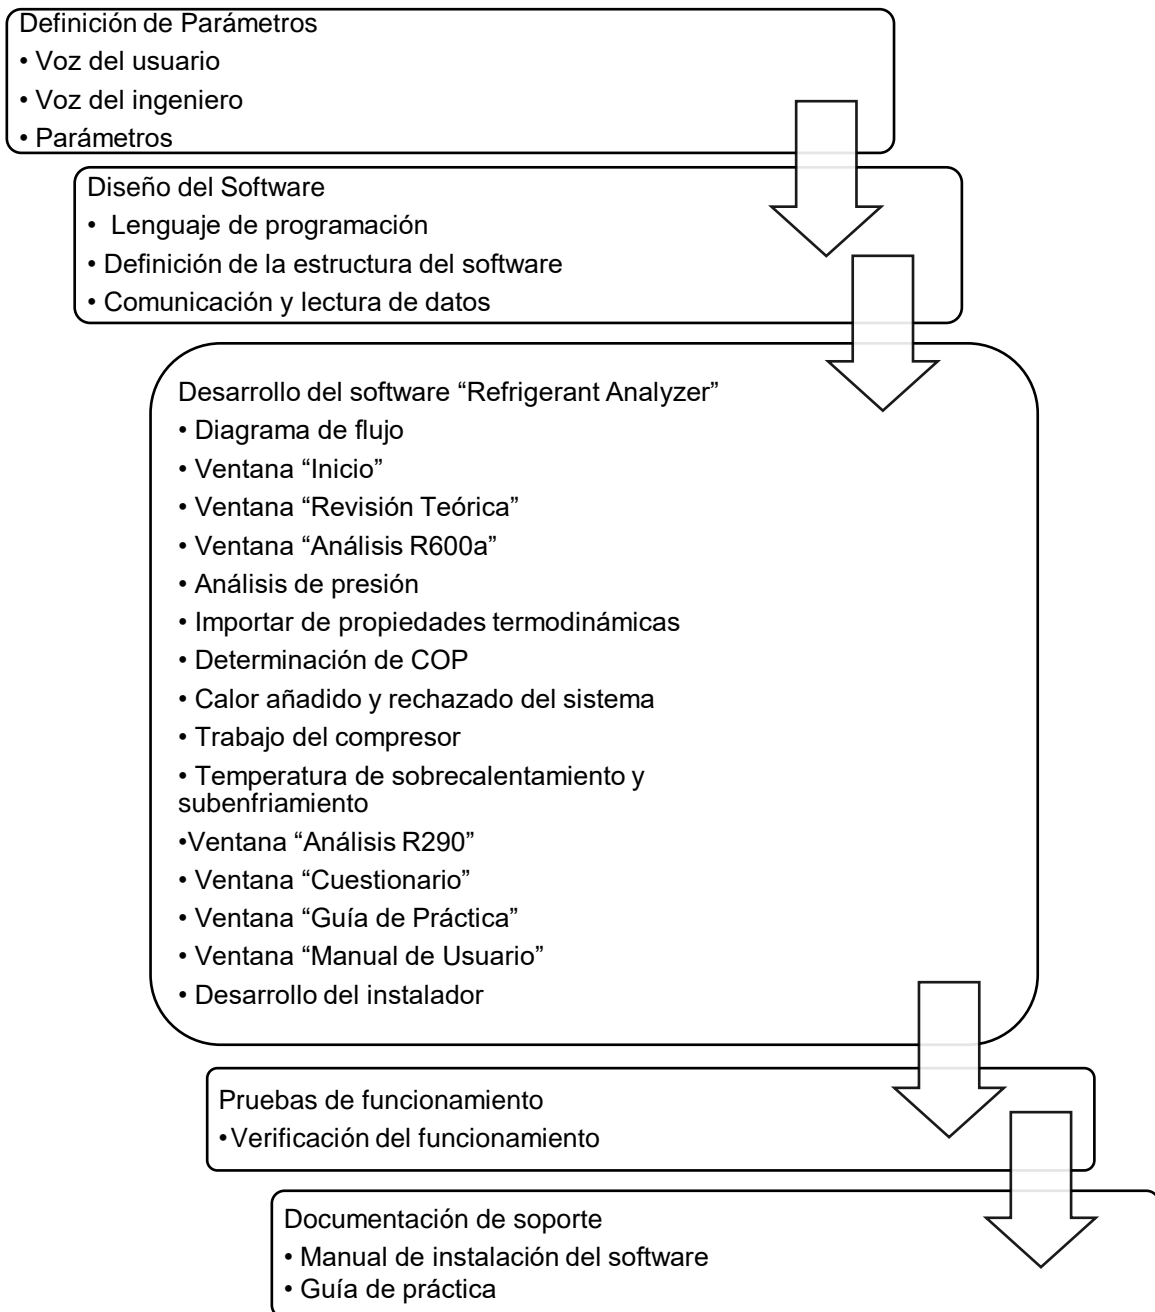 Definición de Parámetros
• Voz del usuario
• Voz del ingeniero
• Parámetros
Diseño del Software
• Lenguaje de programación
• Definición de la estructura del software
• Comunicación y lectura de datos
Desarrollo del software “Refrigerant Analyzer”
• Diagrama de flujo
• Ventana “Inicio”
• Ventana “Revisión Teórica”
• Ventana “Análisis R600a”
• Análisis de presión
• Importar de propiedades termodinámicas
• Determinación de COP
• Calor añadido y rechazado del sistema
• Trabajo del compresor
• Temperatura de sobrecalentamiento y
subenfriamiento
•Ventana “Análisis R290”
• Ventana “Cuestionario”
• Ventana “Guía de Práctica”
• Ventana “Manual de Usuario”
• Desarrollo del instalador
Pruebas de funcionamiento
•Verificación del funcionamiento
Documentación de soporte
• Manual de instalación del software
• Guía de práctica